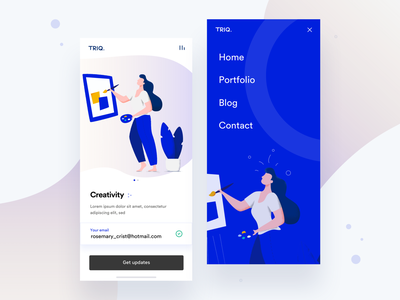 TRIQ.
Creativity :·
Lorem ipsum dolor sit amet, consectetur
adipiscing elit, sed
Your email
rosemary_crist@hotmail.com
Get updates
TRIQ.
Home
Portfolio
Blog
Contact